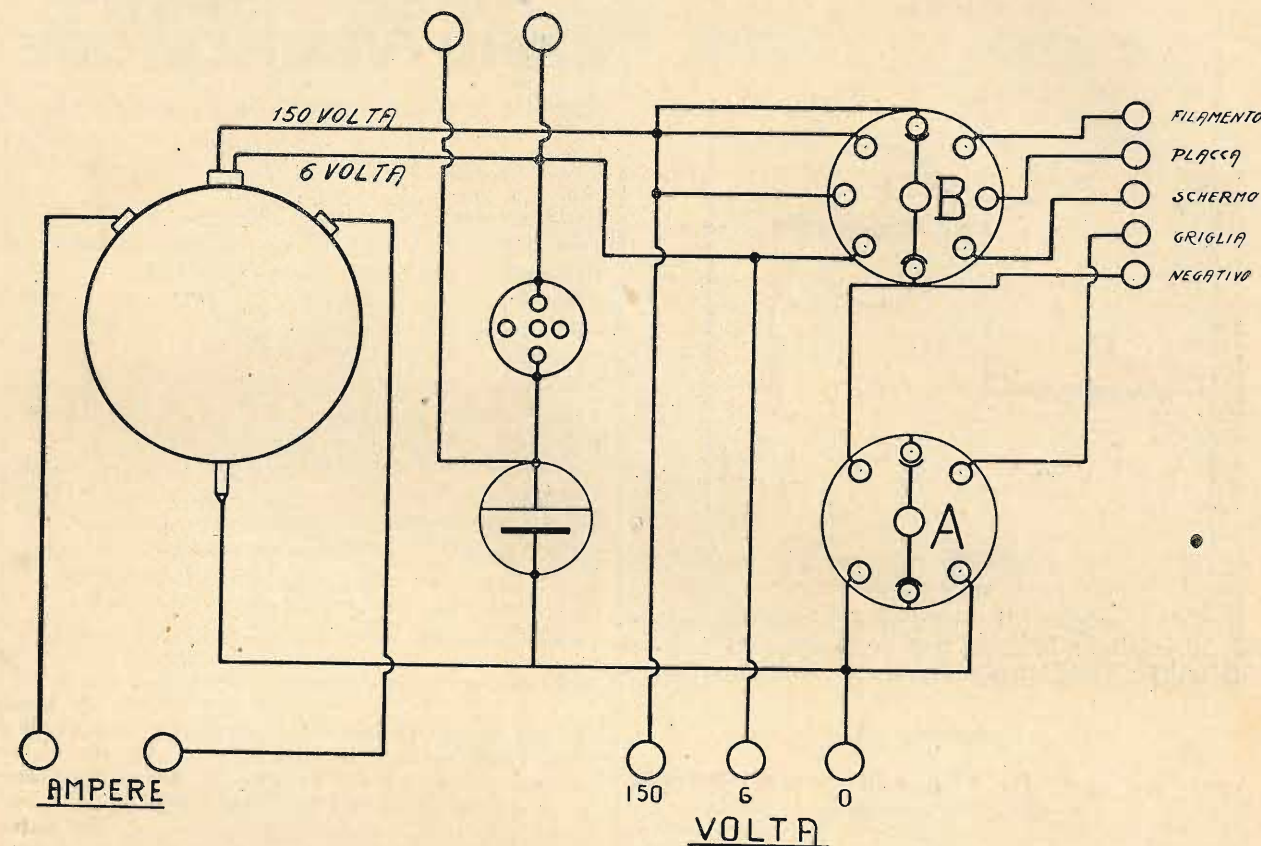 150 VOLTA
6 VOLTA
FILAMENTO
PLACCA
SCHERMO
GRIGLIA
NEGATIVO
B
A
AMPERE
150 6 0
VOLTA